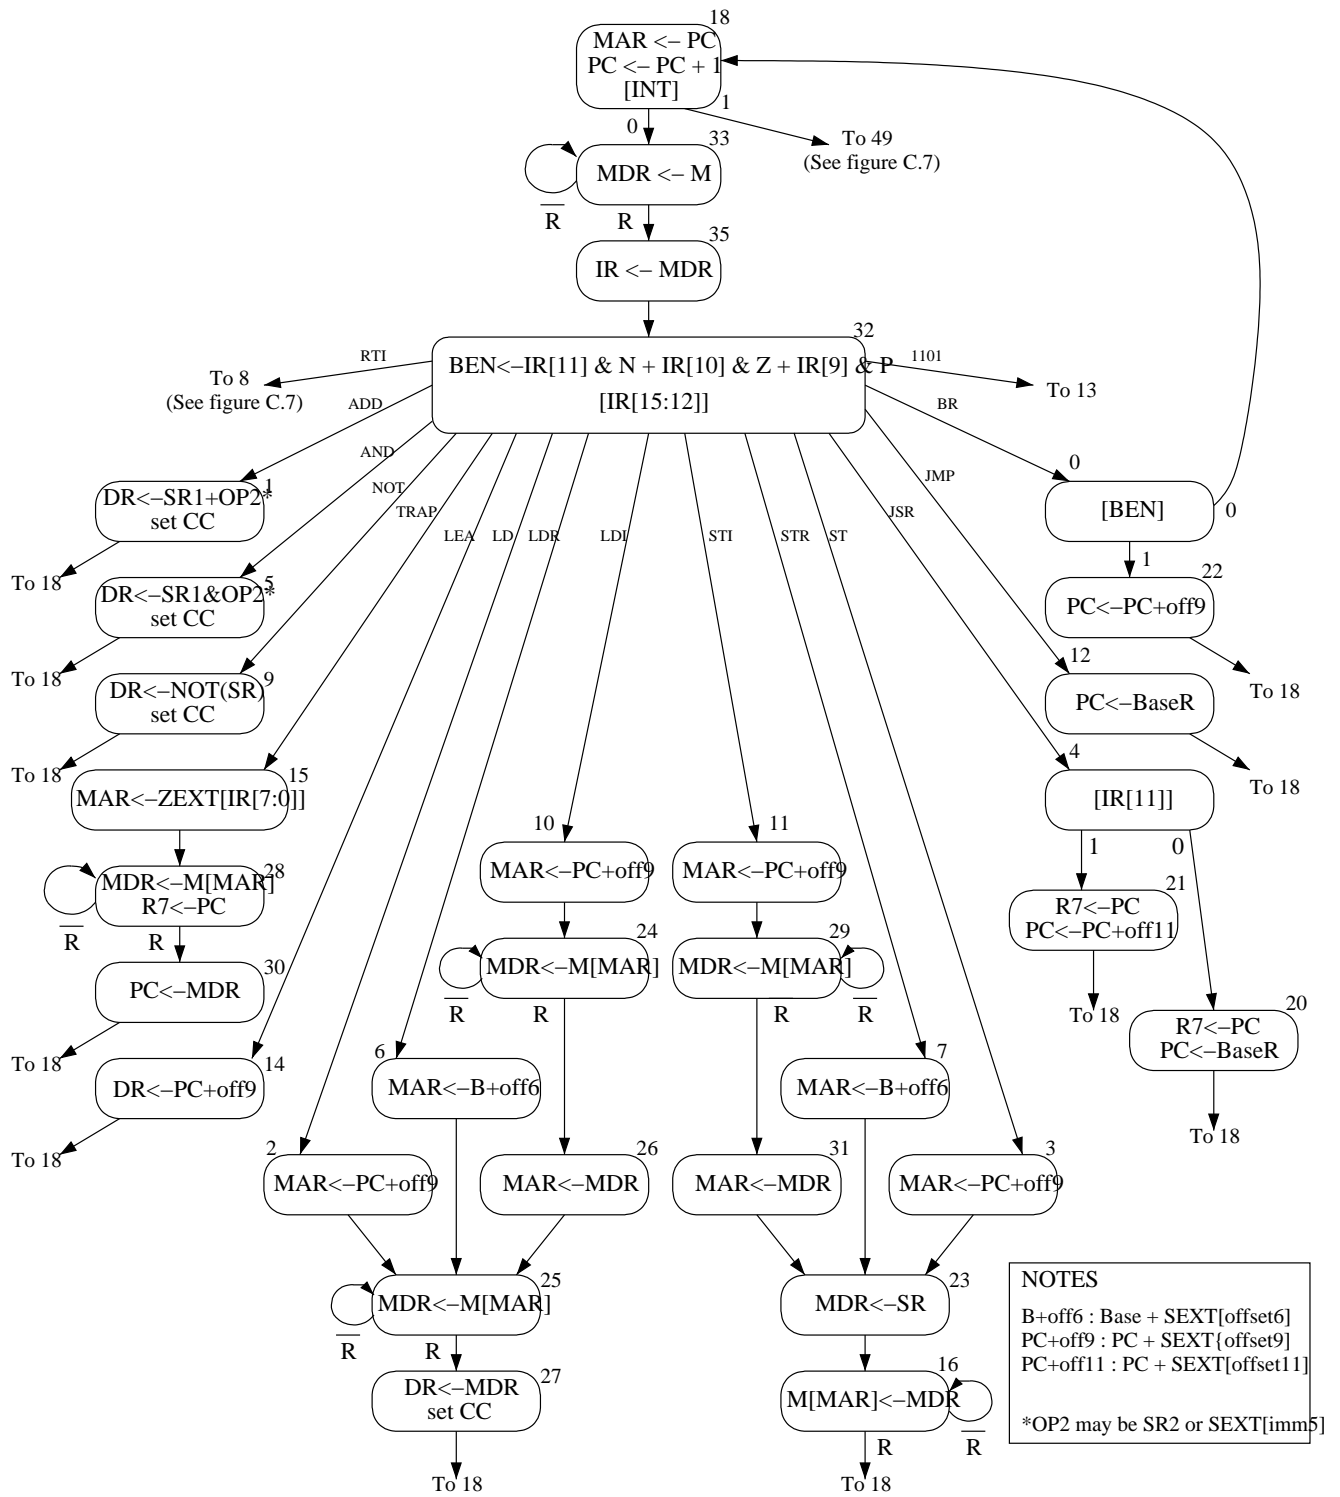 18
MAR <– PC
PC <– PC + 1
[INT]
1
0
To 49
(See figure C.7)
33
MDR <– M
R
R
35
IR <– MDR
32
BEN<–IR[11] & N + IR[10] & Z + IR[9] & P
[IR[15:12]]
RTI
To 8
(See figure C.7)
1101
To 13
ADD
AND
NOT
TRAP
LEA
LD
LDR
LDI
STI
STR
ST
JSR
JMP
BR
1
DR<–SR1+OP2*
set CC
To 18
5
DR<–SR1&OP2*
set CC
To 18
9
DR<–NOT(SR)
set CC
To 18
15
MAR<–ZEXT[IR[7:0]]
28
MDR<–M[MAR]
R7<–PC
R
R
30
PC<–MDR
To 18
14
DR<–PC+off9
To 18
0
[BEN]
0
1
22
PC<–PC+off9
To 18
12
PC<–BaseR
To 18
4
[IR[11]]
1
0
21
R7<–PC
PC<–PC+off11
To 18
20
R7<–PC
PC<–BaseR
To 18
10
MAR<–PC+off9
24
MDR<–M[MAR]
R
R
11
MAR<–PC+off9
29
MDR<–M[MAR]
R
R
6
MAR<–B+off6
7
MAR<–B+off6
2
MAR<–PC+off9
26
MAR<–MDR
31
MAR<–MDR
3
MAR<–PC+off9
25
MDR<–M[MAR]
R
R
27
DR<–MDR
set CC
To 18
23
MDR<–SR
16
M[MAR]<–MDR
R
R
To 18
NOTES
B+off6 : Base + SEXT[offset6]
PC+off9 : PC + SEXT{offset9]
PC+off11 : PC + SEXT[offset11]
*OP2 may be SR2 or SEXT[imm5]